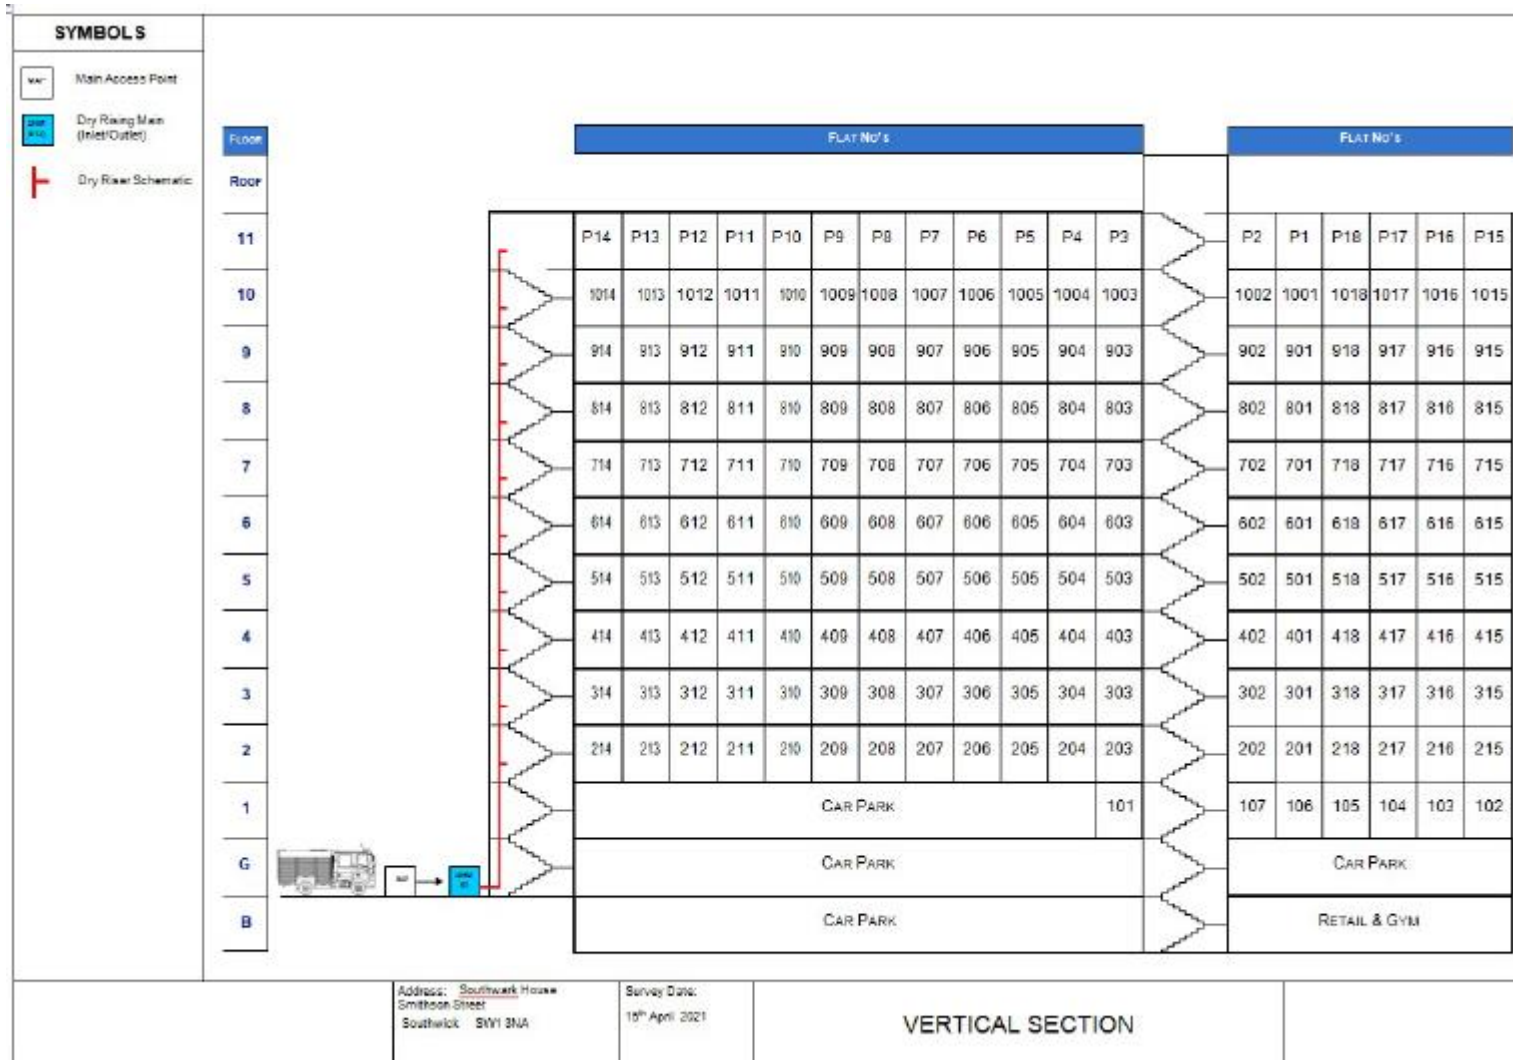 SYMBOLS
Main Access Point
Dry Rising Main
(Inlet/Outlet)
Dry Riser Schematic
FLOOR FLAT NO'S FLAT NO'S
ROOF
11 P14 P13 P12 P11 P10 P9 P8 P7 P6 P5 P4 P3 P2 P1 P18 P17 P16 P15
10 1014 1013 1012 1011 1010 1009 1008 1007 1006 1005 1004 1003 1002 1001 1018 1017 1016 1015
9 914 913 912 911 910 909 908 907 906 905 904 903 902 901 918 917 916 915
8 814 813 812 811 810 809 808 807 806 805 804 803 802 801 818 817 816 815
7 714 713 712 711 710 709 708 707 706 705 704 703 702 701 718 717 716 715
6 614 613 612 611 610 609 608 607 606 605 604 603 602 601 618 617 616 615
5 514 513 512 511 510 509 508 507 506 505 504 503 502 501 518 517 516 515
4 414 413 412 411 410 409 408 407 406 405 404 403 402 401 418 417 416 415
3 314 313 312 311 310 309 308 307 306 305 304 303 302 301 318 317 316 315
2 214 213 212 211 210 209 208 207 206 205 204 203 202 201 218 217 216 215
1 CAR PARK 101 107 106 105 104 103 102
G CAR PARK CAR PARK
B CAR PARK RETAIL & GYM
Address: Southwark House
Smithson Street
Southwick SW1 3NA
Survey Date:
15th April 2021
VERTICAL SECTION